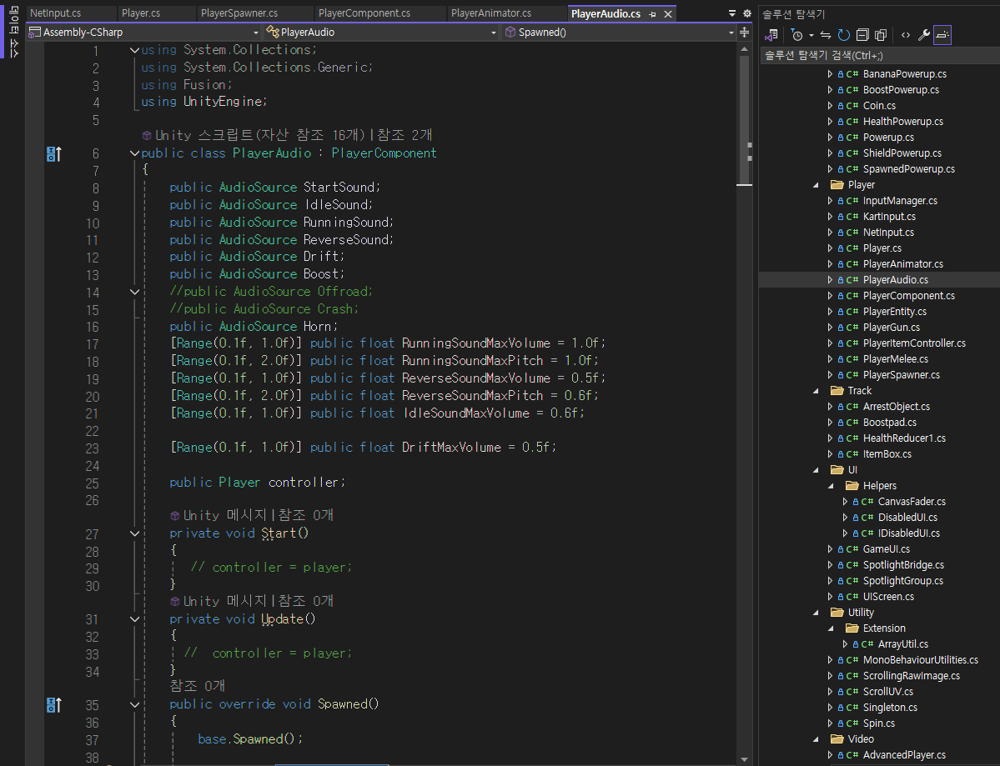 데이터 소스
NetInput.cs
Player.cs
PlayerSpawner.cs
PlayerComponent.cs
PlayerAnimator.cs
PlayerAudio.cs
Assembly-CSharp
PlayerAudio
Spawned()
1 using System.Collections;
2 using System.Collections.Generic;
3 using Fusion;
4 using UnityEngine;
5
Unity 스크립트(자산 참조 16개)|참조 2개
6 public class PlayerAudio : PlayerComponent
7 {
8 public AudioSource StartSound;
9 public AudioSource IdleSound;
10 public AudioSource RunningSound;
11 public AudioSource ReverseSound;
12 public AudioSource Drift;
13 public AudioSource Boost;
14 //public AudioSource Offroad;
15 //public AudioSource Crash;
16 public AudioSource Horn;
17 [Range(0.1f, 1.0f)] public float RunningSoundMaxVolume = 1.0f;
18 [Range(0.1f, 2.0f)] public float RunningSoundMaxPitch = 1.0f;
19 [Range(0.1f, 1.0f)] public float ReverseSoundMaxVolume = 0.5f;
20 [Range(0.1f, 2.0f)] public float ReverseSoundMaxPitch = 0.6f;
21 [Range(0.1f, 1.0f)] public float IdleSoundMaxVolume = 0.6f;
22
23 [Range(0.1f, 1.0f)] public float DriftMaxVolume = 0.5f;
24
25 public Player controller;
26
Unity 메시지|참조 0개
27 private void Start()
28 {
29 // controller = player;
30 }
Unity 메시지|참조 0개
31 private void Update()
32 {
33 //  controller = player;
34 }
참조 0개
35 public override void Spawned()
36 {
37 base.Spawned();
38
솔루션 탐색기
솔루션 탐색기 검색(Ctrl+;)
C# BananaPowerup.cs
C# BoostPowerup.cs
C# Coin.cs
C# HealthPowerup.cs
C# Powerup.cs
C# ShieldPowerup.cs
C# SpawnedPowerup.cs
Player
C# InputManager.cs
C# KartInput.cs
C# NetInput.cs
C# Player.cs
C# PlayerAnimator.cs
C# PlayerAudio.cs
C# PlayerComponent.cs
C# PlayerEntity.cs
C# PlayerGun.cs
C# PlayerItemController.cs
C# PlayerMelee.cs
C# PlayerSpawner.cs
Track
C# ArrestObject.cs
C# Boostpad.cs
C# HealthReducer1.cs
C# ItemBox.cs
UI
Helpers
C# CanvasFader.cs
C# DisabledUI.cs
C# IDisabledUI.cs
C# GameUI.cs
C# SpotlightBridge.cs
C# SpotlightGroup.cs
C# UIScreen.cs
Utility
Extension
C# ArrayUtil.cs
C# MonoBehaviourUtilities.cs
C# ScrollingRawImage.cs
C# ScrollUV.cs
C# Singleton.cs
C# Spin.cs
Video
C# AdvancedPlayer.cs